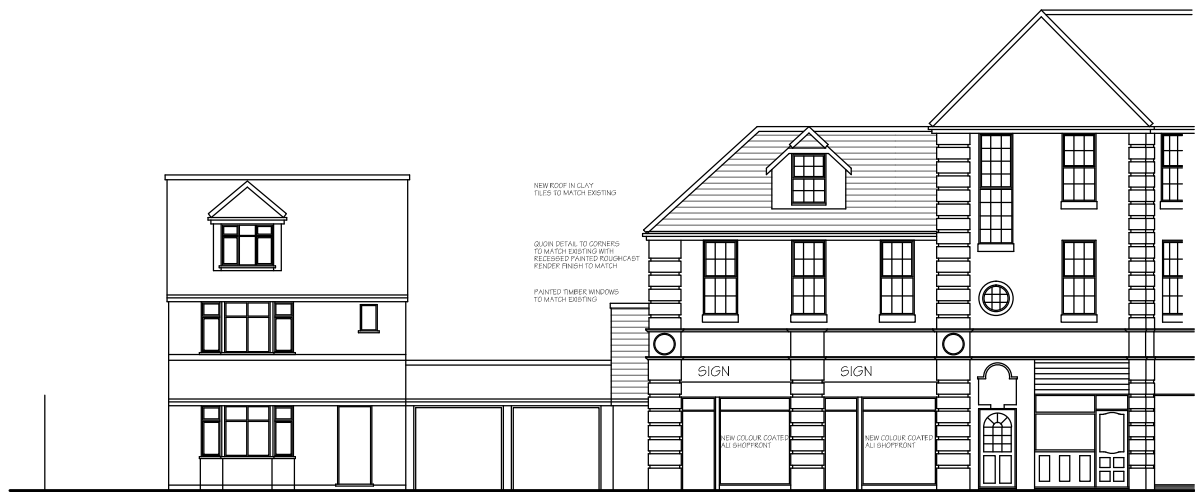 NEW ROOF IN CLAY
TILES TO MATCH EXISTING
QUOIN DETAIL TO CORNERS
TO MATCH EXISTING WITH
RECESSED PAINTED ROUGHCAST
RENDER FINISH TO MATCH
PAINTED TIMBER WINDOWS
TO MATCH EXISTING
SIGN
SIGN
NEW COLOUR COATED
ALI SHOPFRONT
NEW COLOUR COATED
ALI SHOPFRONT